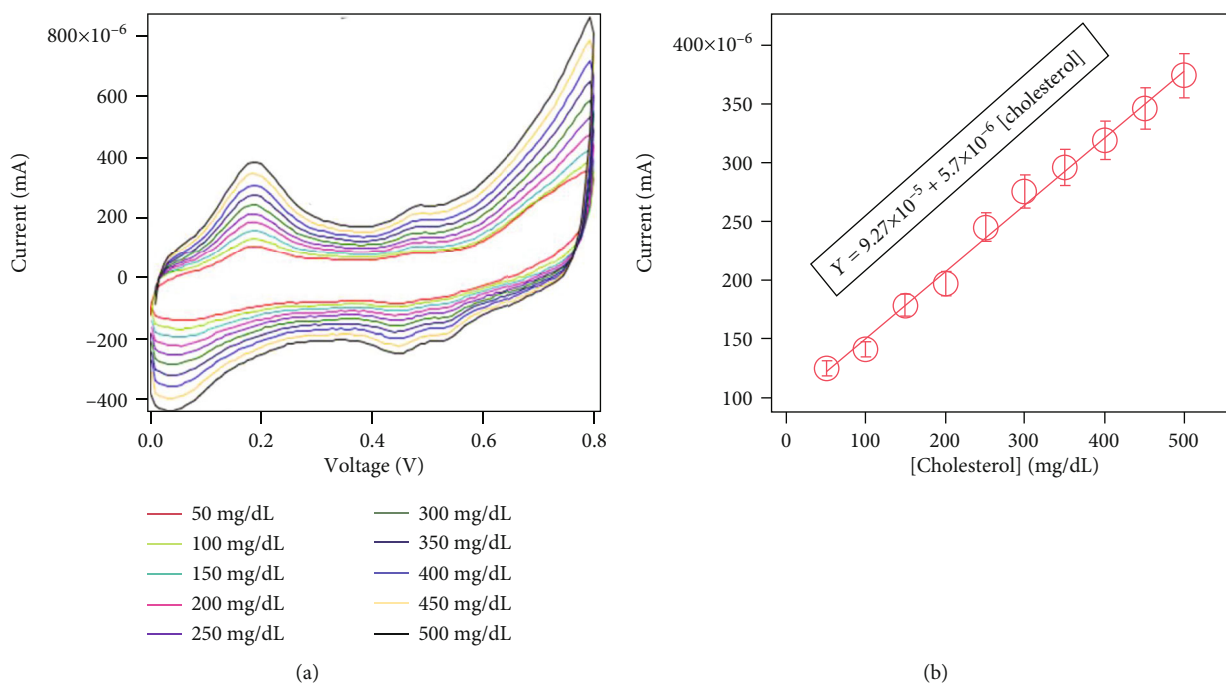 800×10⁻⁶
600
400
200
0
−200
−400
Current (mA)
0.0 0.2 0.4 0.6 0.8
Voltage (V)
50 mg/dL
100 mg/dL
150 mg/dL
200 mg/dL
250 mg/dL
300 mg/dL
350 mg/dL
400 mg/dL
450 mg/dL
500 mg/dL
(a)
400×10⁻⁶
350
300
250
200
150
100
Current (mA)
Y = 9.27×10⁻⁵ + 5.7×10⁻⁶ [cholesterol]
0 100 200 300 400 500
[Cholesterol] (mg/dL)
(b)